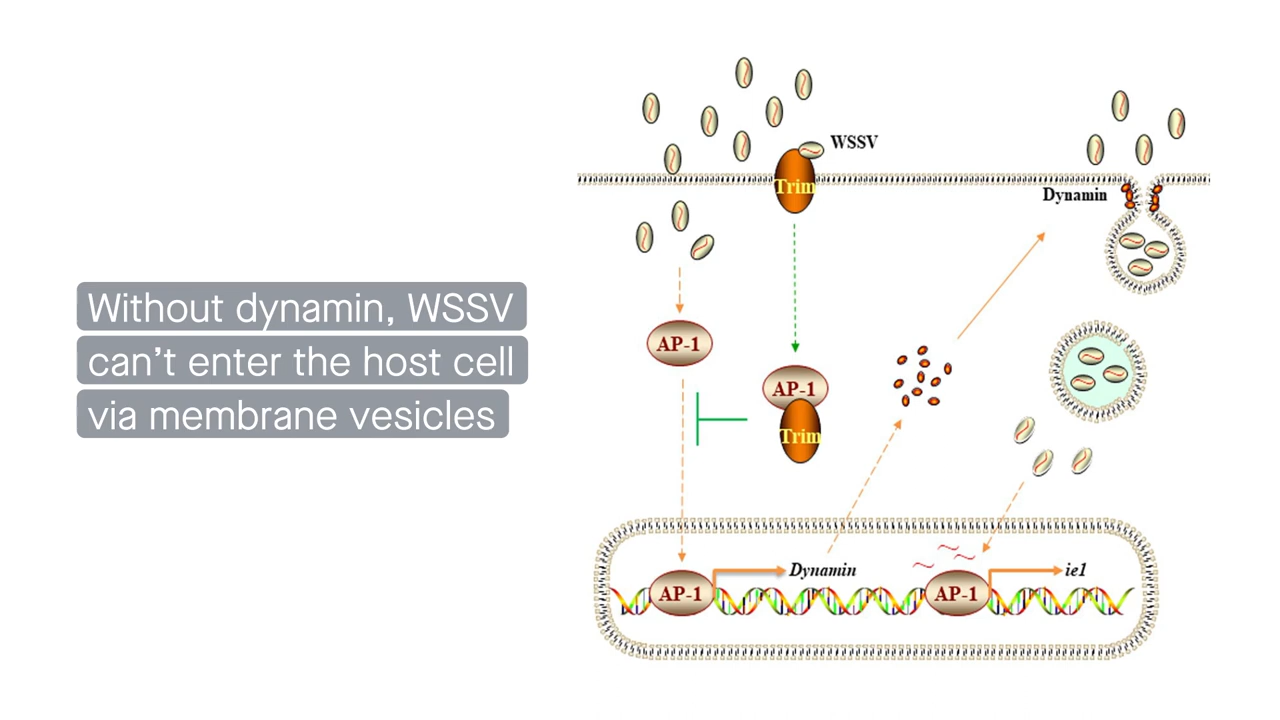 Without dynamin, WSSV
can't enter the host cell
via membrane vesicles
WSSV
Trim
Dynamin
AP-1
AP-1
Trim
Dynamin
ie1
AP-1
AP-1